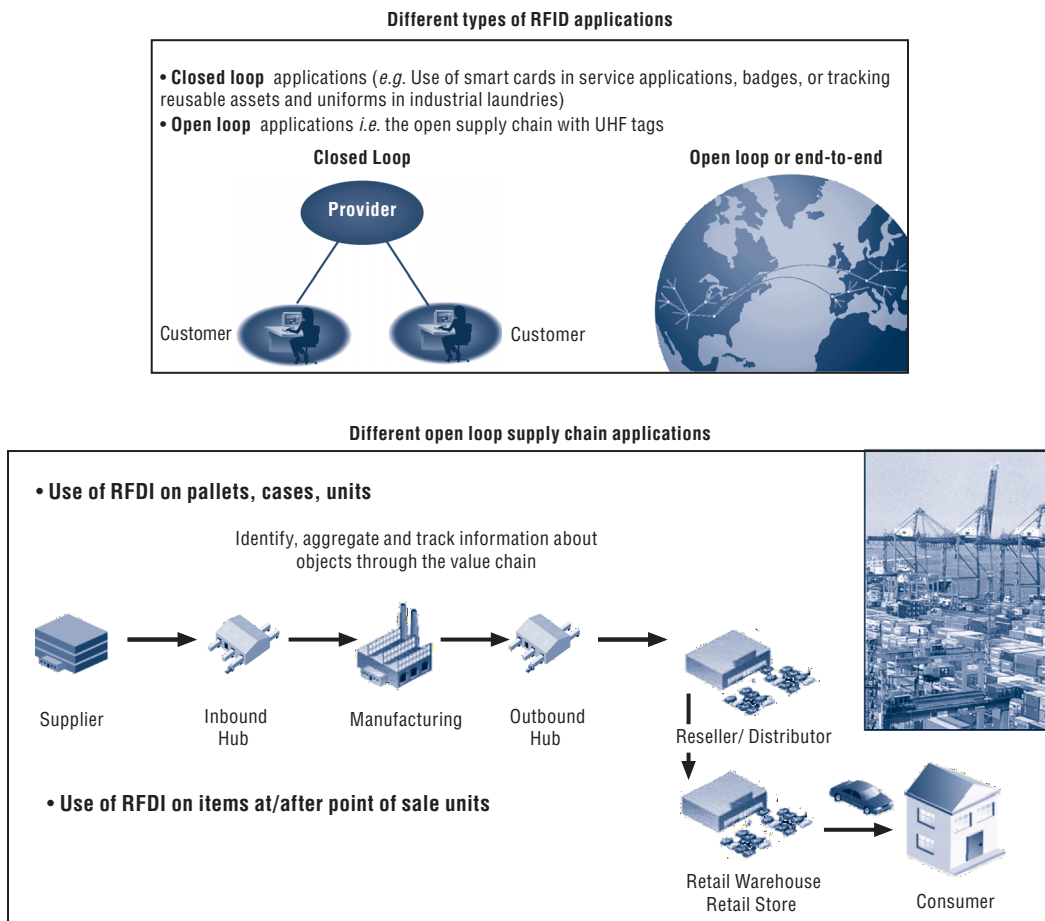 Different types of RFID applications
• Closed loop applications (e.g. Use of smart cards in service applications, badges, or tracking
reusable assets and uniforms in industrial laundries)
• Open loop applications i.e. the open supply chain with UHF tags
Closed Loop
Open loop or end-to-end
Provider
Customer
Customer
Different open loop supply chain applications
• Use of RFDI on pallets, cases, units
Identify, aggregate and track information about
objects through the value chain
Supplier
Inbound
Hub
Manufacturing
Outbound
Hub
Reseller/ Distributor
• Use of RFDI on items at/after point of sale units
Retail Warehouse
Retail Store
Consumer